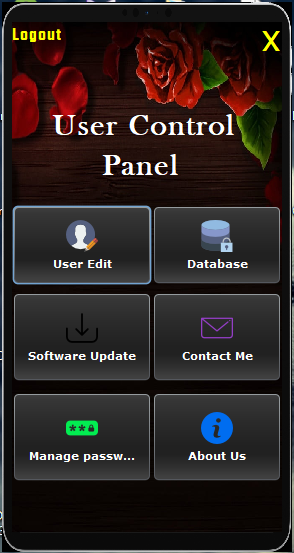 Logout
X
User Control
Panel
User Edit
Database
Software Update
Contact Me
***
Manage passw...
About Us